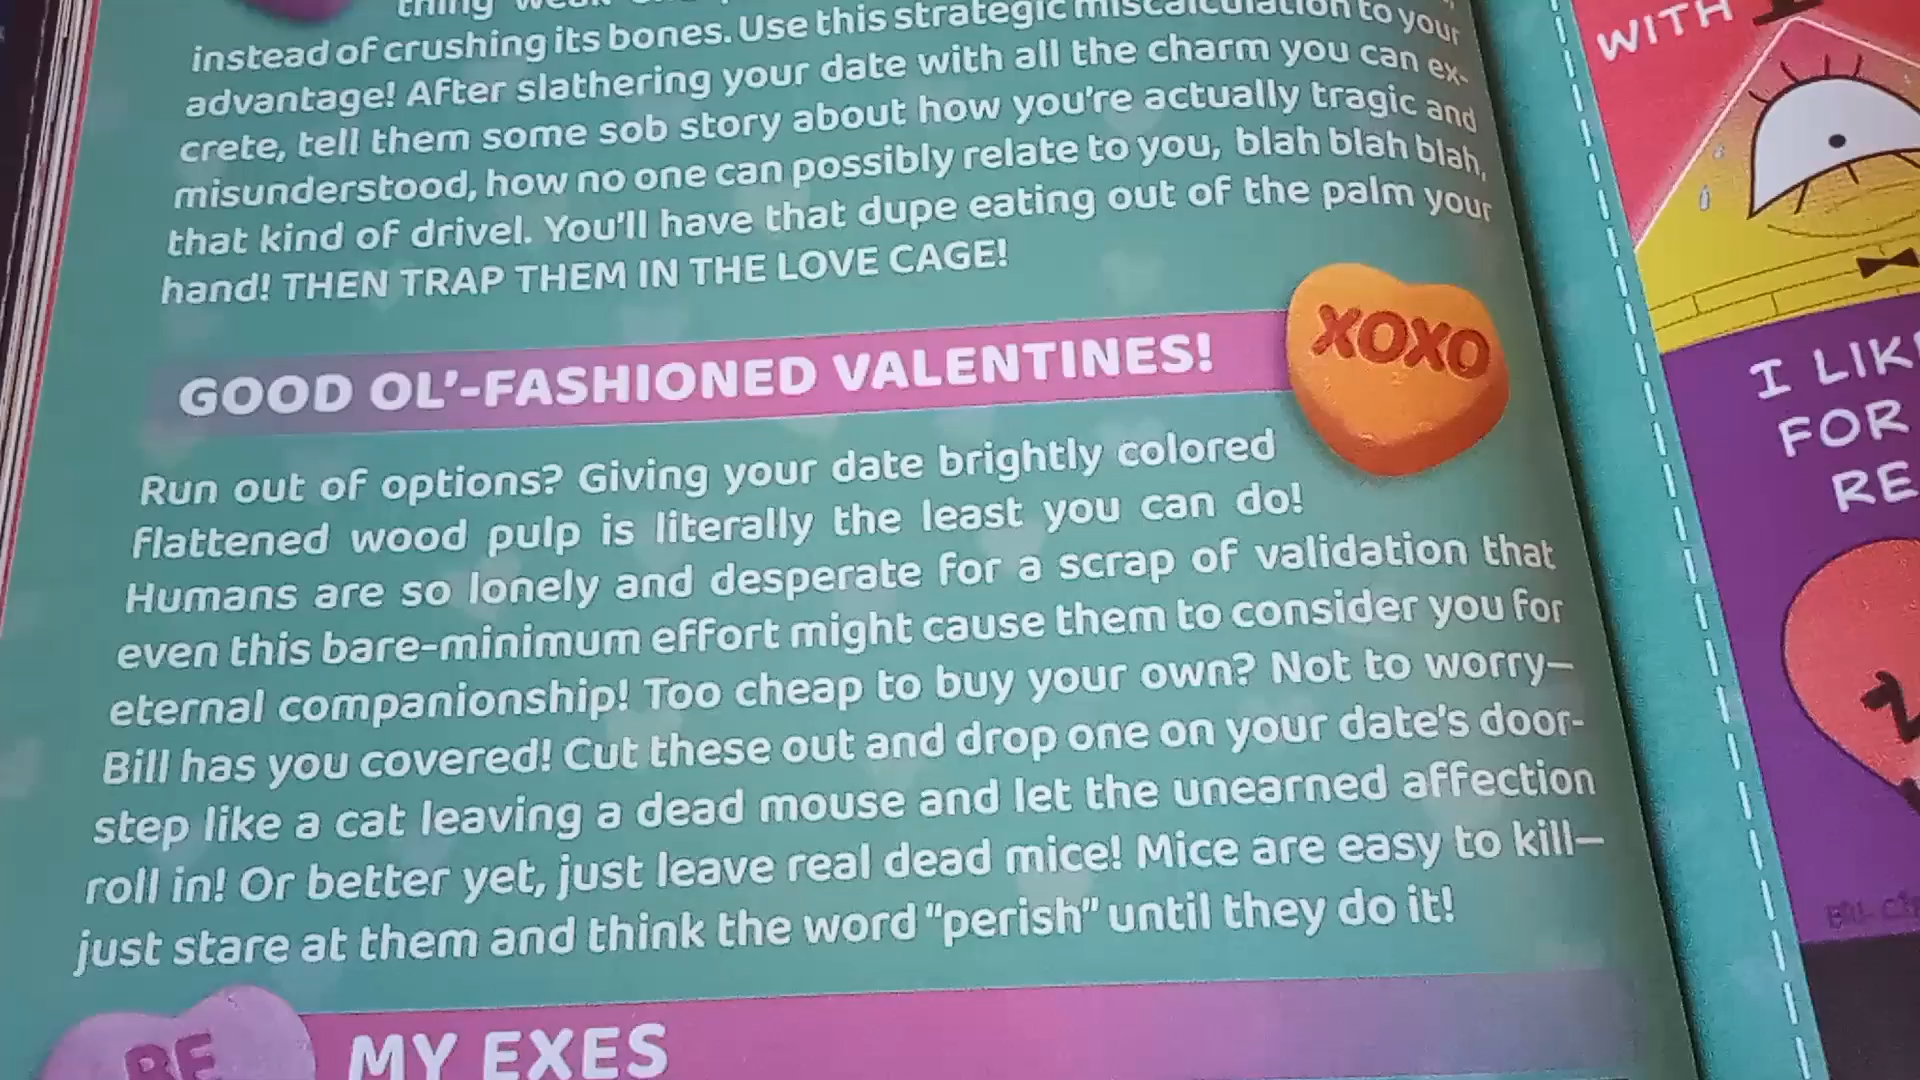 thing weak
instead of crushing its bones. Use this strategic miscalculation to your
advantage! After slathering your date with all the charm you can ex-
crete, tell them some sob story about how you're actually tragic and
misunderstood, how no one can possibly relate to you, blah blah blah,
that kind of drivel. You'll have that dupe eating out of the palm your
hand! THEN TRAP THEM IN THE LOVE CAGE!
XOXO
GOOD OL'-FASHIONED VALENTINES!
Run out of options? Giving your date brightly colored
flattened wood pulp is literally the least you can do!
Humans are so lonely and desperate for a scrap of validation that
even this bare-minimum effort might cause them to consider you for
eternal companionship! Too cheap to buy your own? Not to worry—
Bill has you covered! Cut these out and drop one on your date's door-
step like a cat leaving a dead mouse and let the unearned affection
roll in! Or better yet, just leave real dead mice! Mice are easy to kill—
just stare at them and think the word "perish" until they do it!
BE
MY EXES
WITH
I LIK
FOR
RE